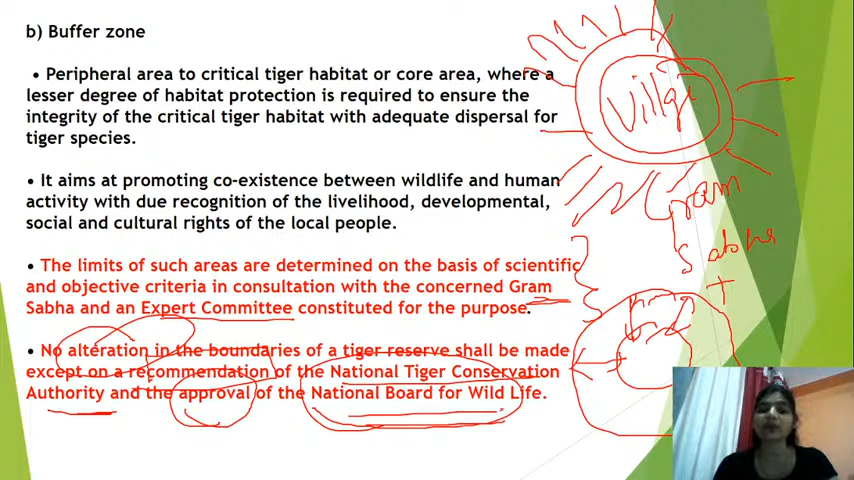 b) Buffer zone
• Peripheral area to critical tiger habitat or core area, where a
lesser degree of habitat protection is required to ensure the
integrity of the critical tiger habitat with adequate dispersal for
tiger species.
• It aims at promoting co-existence between wildlife and human
activity with due recognition of the livelihood, developmental,
social and cultural rights of the local people.
• The limits of such areas are determined on the basis of scientific
and objective criteria in consultation with the concerned Gram
Sabha and an Expert Committee constituted for the purpose.
• No alteration in the boundaries of a tiger reserve shall be made
except on a recommendation of the National Tiger Conservation
Authority and the approval of the National Board for Wild Life.
Gram
Sabha
+